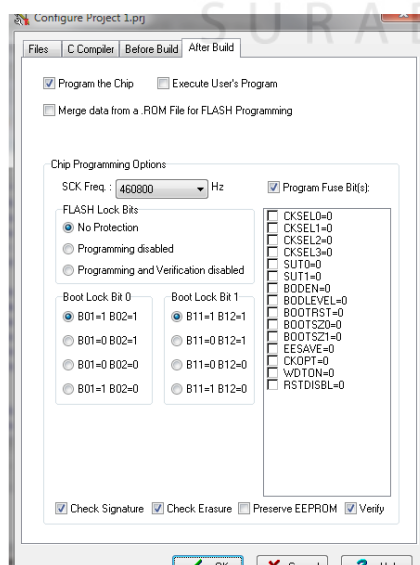 SURAB
Configure Project 1.prj
Files C Compiler Before Build After Build
Program the Chip Execute User's Program
Merge data from a .ROM File for FLASH Programming
Chip Programming Options
SCK Freq. : 460800 Hz
Program Fuse Bit(s):
FLASH Lock Bits
No Protection
Programming disabled
Programming and Verification disabled
Boot Lock Bit 0
B01=1 B02=1
B01=0 B02=1
B01=0 B02=0
B01=1 B02=0
Boot Lock Bit 1
B11=1 B12=1
B11=0 B12=1
B11=0 B12=0
B11=1 B12=0
CKSEL0=0
CKSEL1=0
CKSEL2=0
CKSEL3=0
SUT0=0
SUT1=0
BODEN=0
BODLEVEL=0
BOOTRST=0
BOOTSZ0=0
BOOTSZ1=0
EESAVE=0
CKOPT=0
WDTON=0
RSTDISBL=0
Check Signature Check Erasure Preserve EEPROM Verify